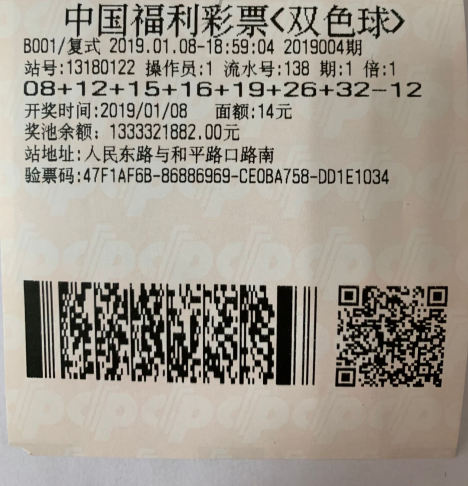 中国福利彩票<双色球>
B001/复式 2019.01.08-18:59:04 2019004期
站号:13180122 操作员:1 流水号:138 期:1 倍:1
08+12+15+16+19+26+32-12
开奖时间:2019/01/08 面额:14元
奖池余额: 1333321882.00元
站地址:人民东路与和平路口路南
验票码:47F1AF6B-86886969-CE0BA758-DD1E1034